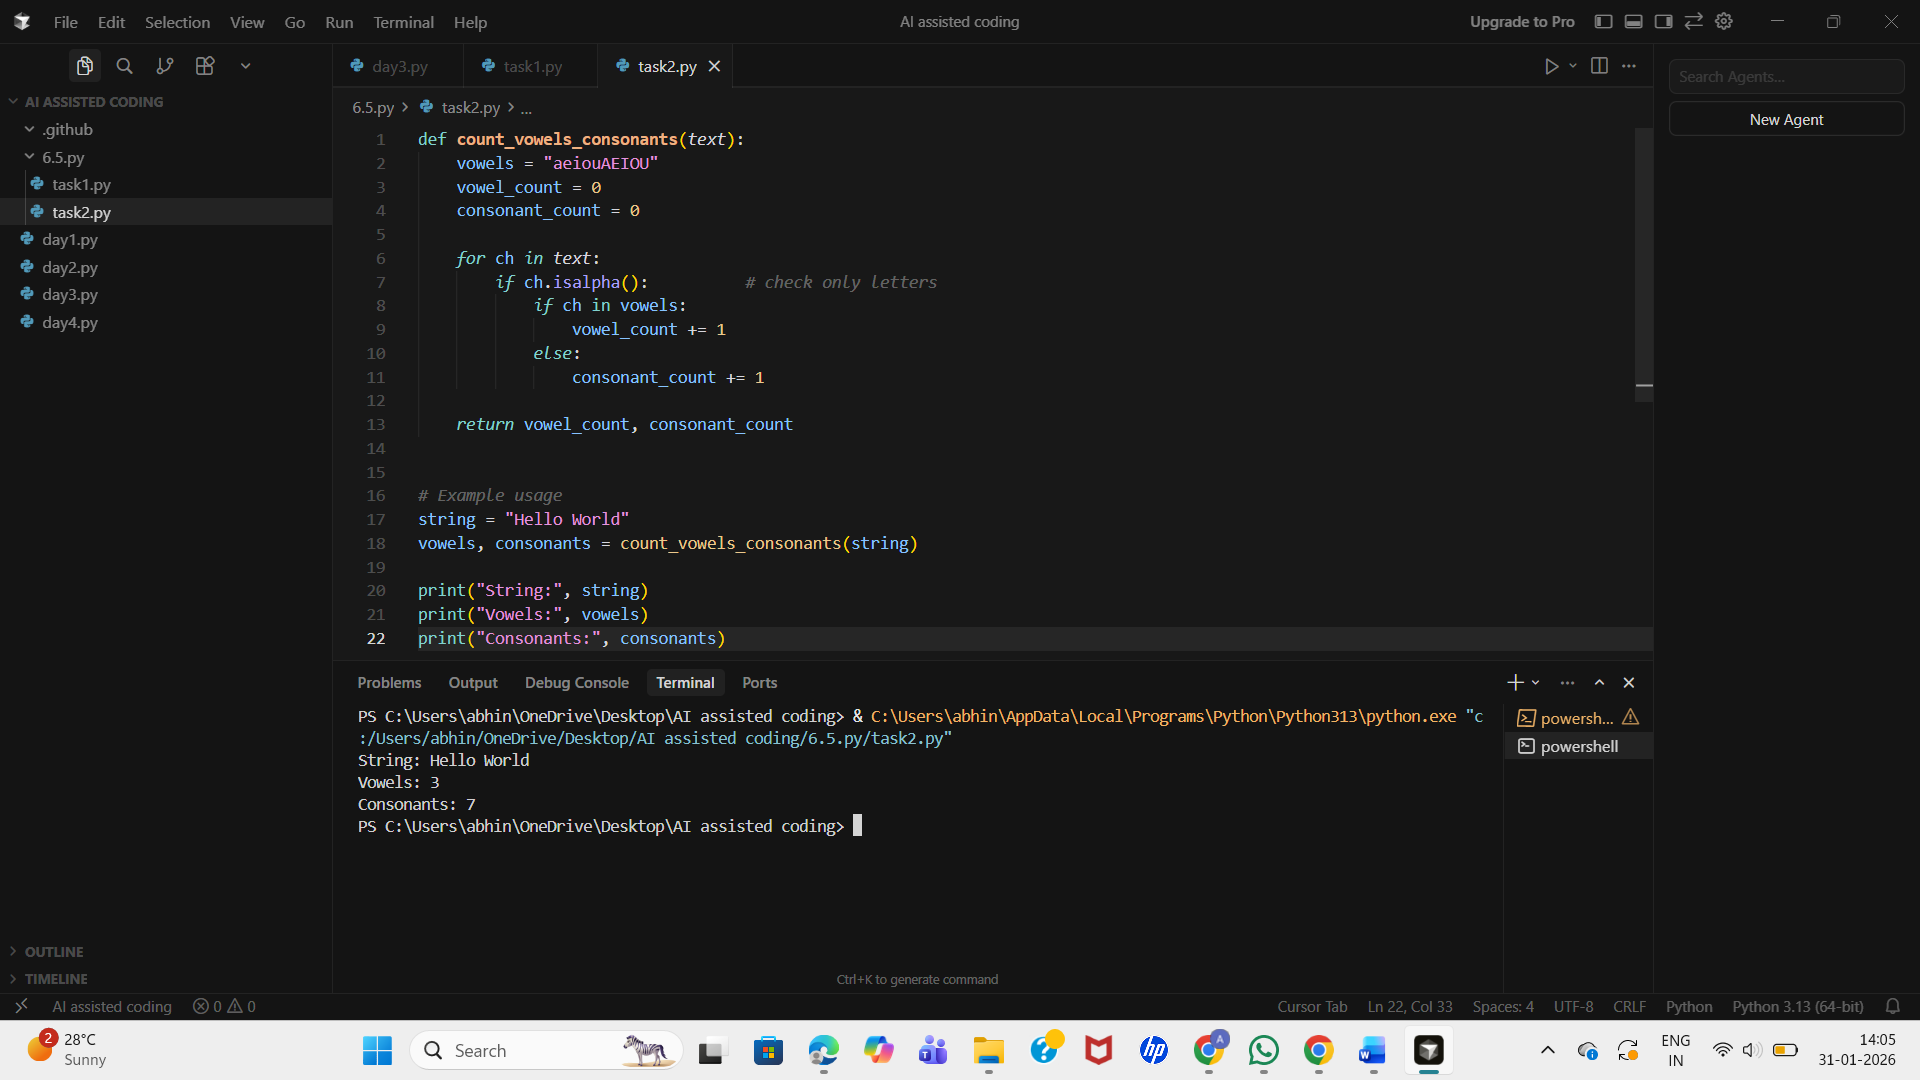 File Edit Selection View Go Run Terminal Help
AI assisted coding
Upgrade to Pro
AI ASSISTED CODING
.github
6.5.py
task1.py
task2.py
day1.py
day2.py
day3.py
day4.py
OUTLINE
TIMELINE
day3.py task1.py task2.py
6.5.py > task2.py > ...
1 def count_vowels_consonants(text):
2 vowels = "aeiouAEIOU"
3 vowel_count = 0
4 consonant_count = 0
5
6 for ch in text:
7 if ch.isalpha(): # check only letters
8 if ch in vowels:
9 vowel_count += 1
10 else:
11 consonant_count += 1
12
13 return vowel_count, consonant_count
14
15
16 # Example usage
17 string = "Hello World"
18 vowels, consonants = count_vowels_consonants(string)
19
20 print("String:", string)
21 print("Vowels:", vowels)
22 print("Consonants:", consonants)
Problems Output Debug Console Terminal Ports
PS C:\Users\abhin\OneDrive\Desktop\AI assisted coding> & C:\Users\abhin\AppData\Local\Programs\Python\Python313\python.exe "c
:/Users/abhin/OneDrive/Desktop/AI assisted coding/6.5.py/task2.py"
String: Hello World
Vowels: 3
Consonants: 7
PS C:\Users\abhin\OneDrive\Desktop\AI assisted coding>
Ctrl+K to generate command
powersh...
powershell
Search Agents...
New Agent
AI assisted coding 0 0
Cursor Tab Ln 22, Col 33 Spaces: 4 UTF-8 CRLF Python Python 3.13 (64-bit)
2
28°C
Sunny
Search
T
hp
A
W
ENG
IN
14:05
31-01-2026